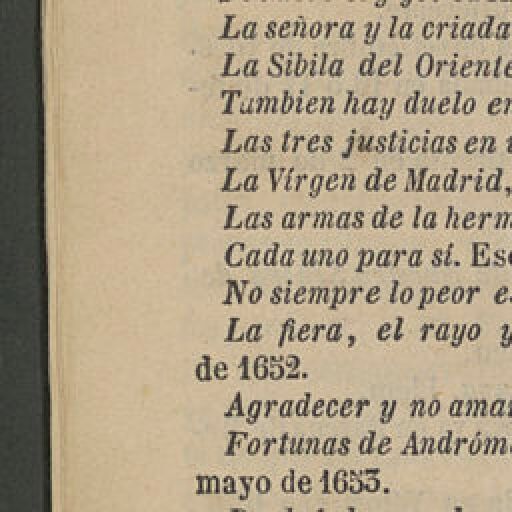 La señora y la criada
La Sibila del Oriente
Tambien hay duelo en
Las tres justicias en
La Vírgen de Madrid,
Las armas de la herm
Cada uno para sí. Esc
No siempre lo peor es
La fiera, el rayo y
de 1652.
Agradecer y no amar
Fortunas de Andróm
mayo de 1653.